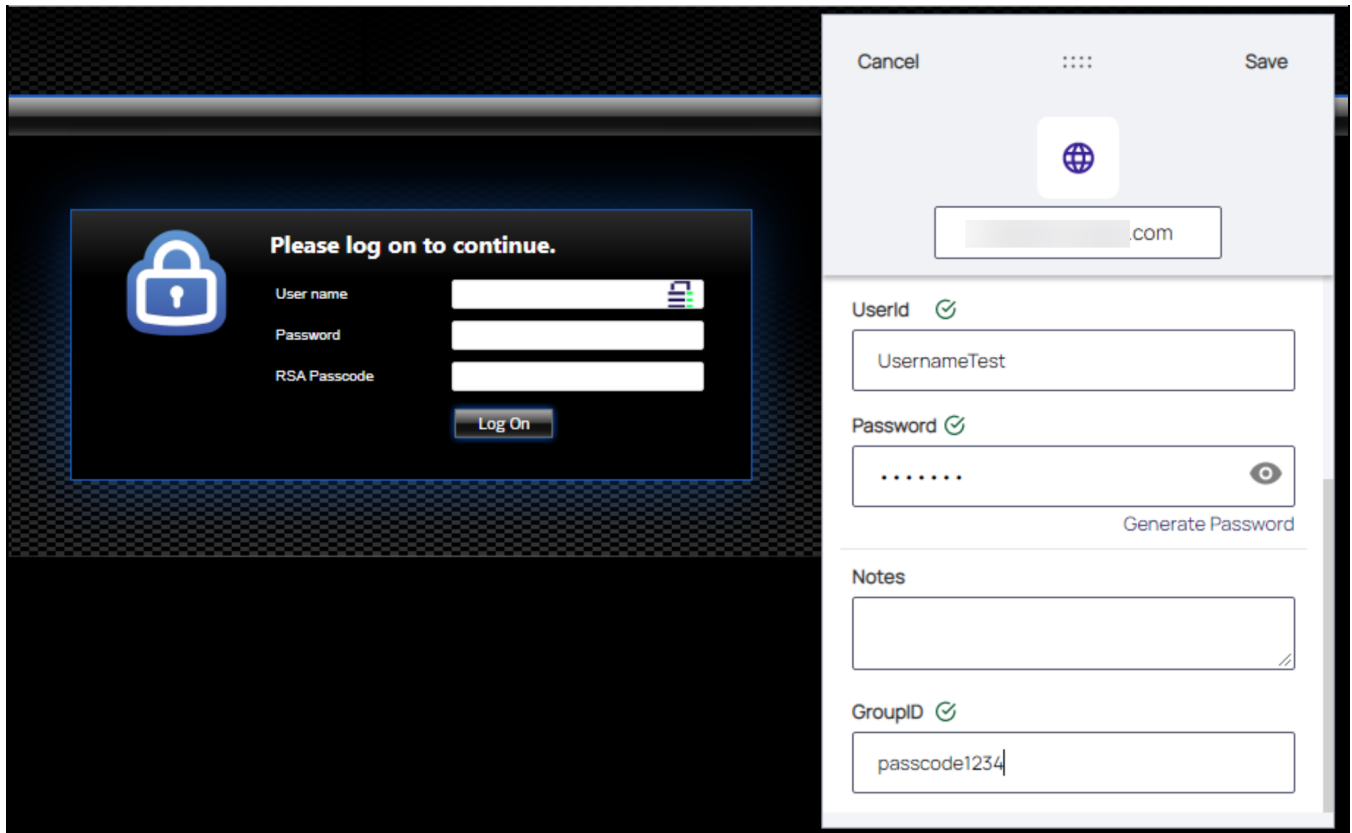 Please log on to continue.
User name
Password
RSA Passcode
Log On
Cancel
Save
.com
UserId
UsernameTest
Password
•••••••
Generate Password
Notes
GroupID
passcode1234